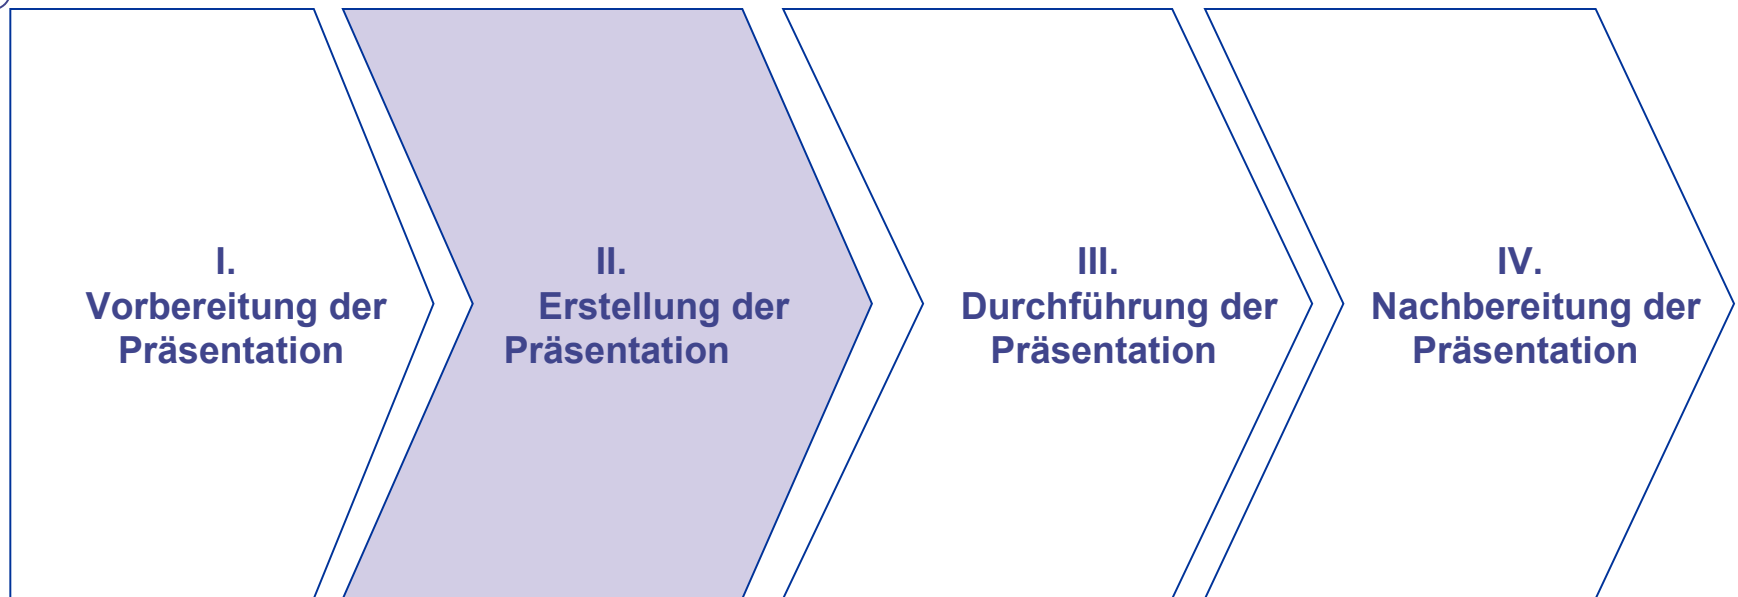 I.
Vorbereitung der
Präsentation
II.
Erstellung der
Präsentation
III.
Durchführung der
Präsentation
IV.
Nachbereitung der
Präsentation